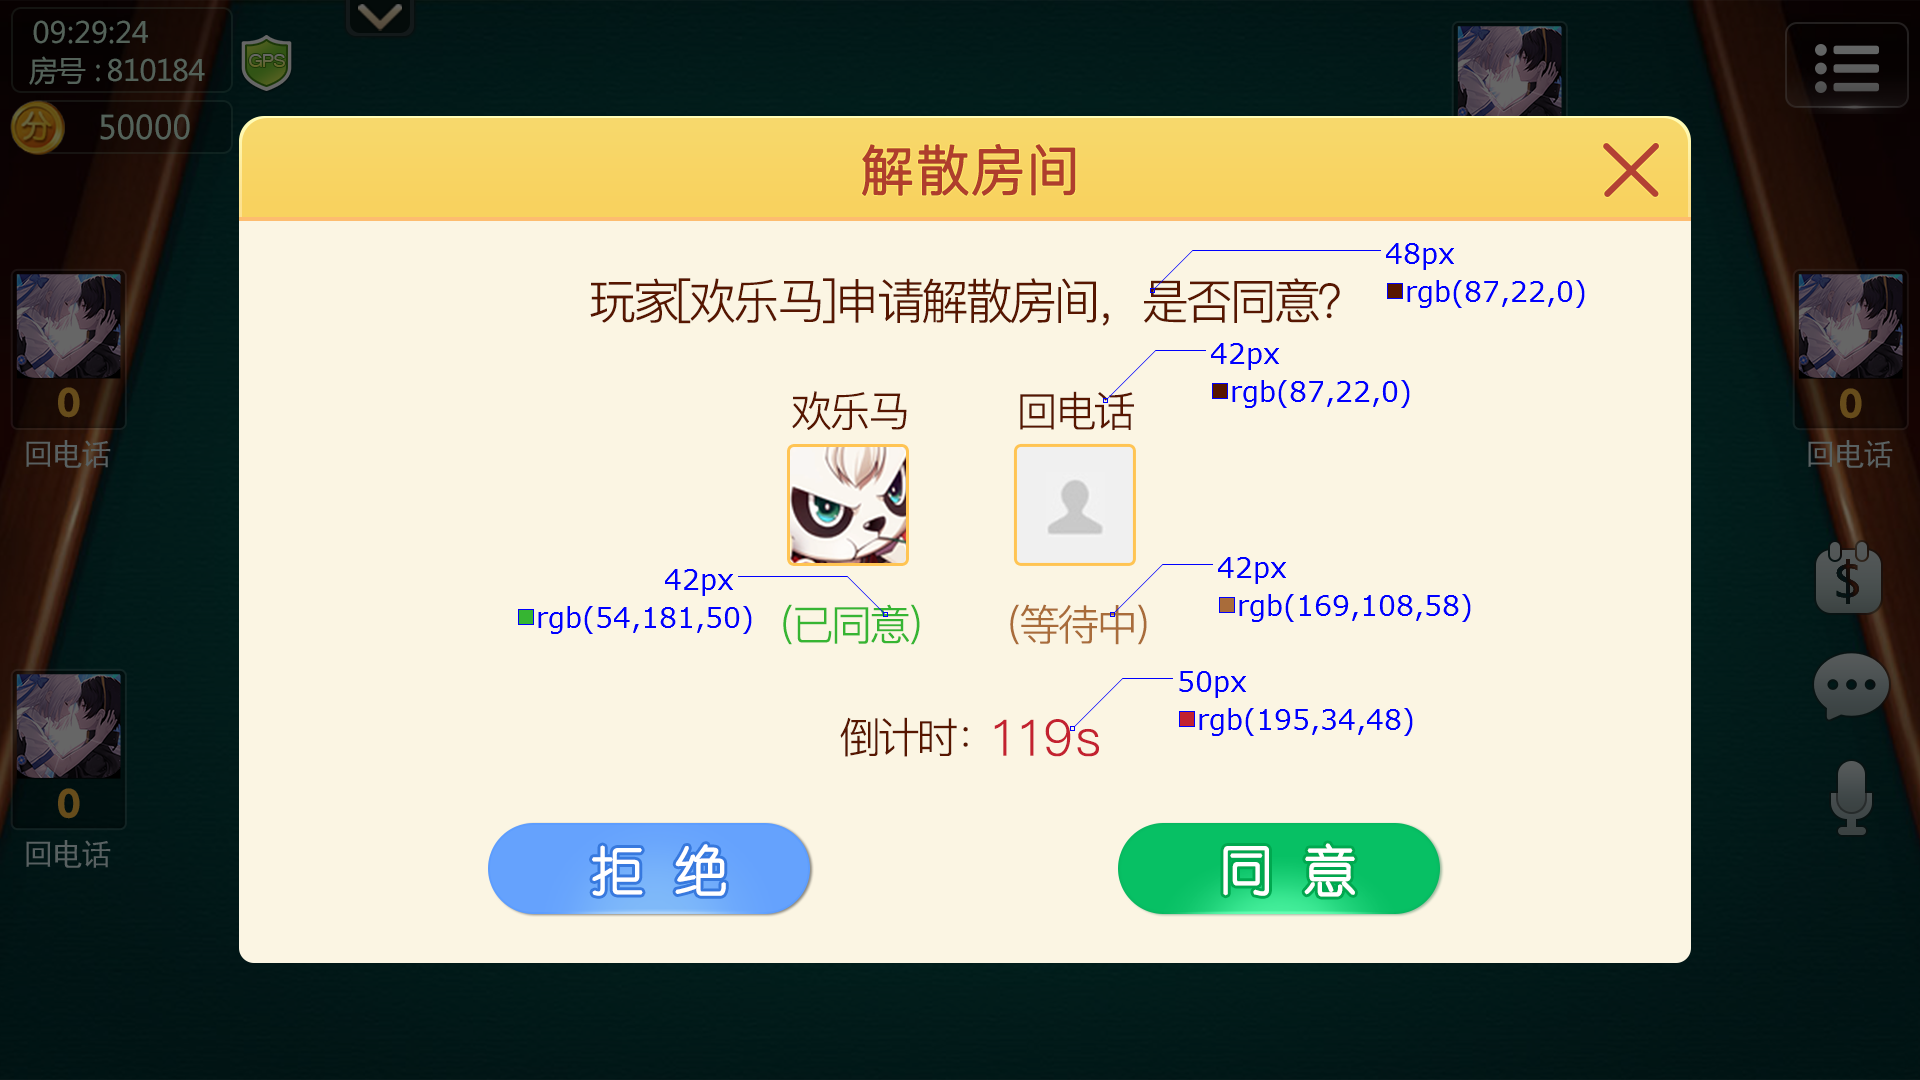 09:29:24
房号 : 810184
GPS
分 50000
解散房间
48px
rgb(87,22,0)
玩家[欢乐马]申请解散房间，是否同意?
42px
rgb(87,22,0)
欢乐马 回电话
0
回电话
0
回电话
42px
rgb(54,181,50)
(已同意)
42px
rgb(169,108,58)
(等待中)
50px
rgb(195,34,48)
倒计时：119s
0
回电话
拒 绝
同 意
$